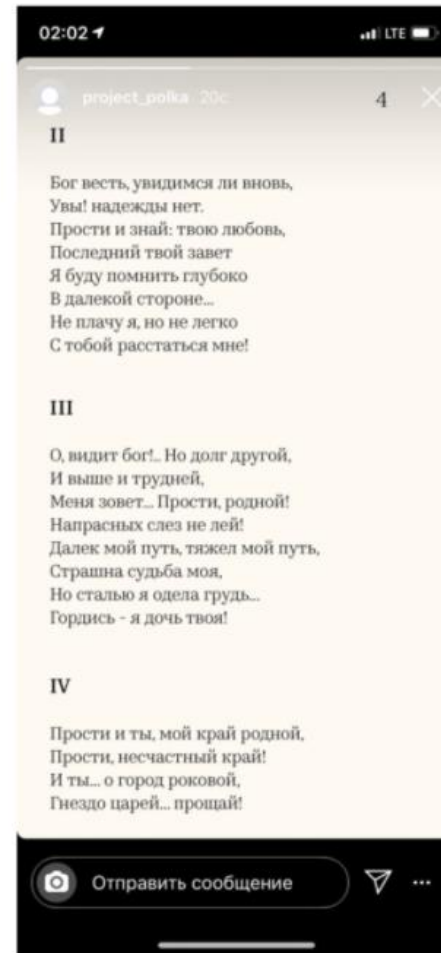 02:02
LTE
project_polka 20с
4
II
Бог весть, увидимся ли вновь,
Увы! надежды нет.
Прости и знай: твою любовь,
Последний твой завет
Я буду помнить глубоко
В далекой стороне...
Не плачу я, но не легко
С тобой расстаться мне!
III
О, видит бог!.. Но долг другой,
И выше и трудней,
Меня зовет... Прости, родной!
Напрасных слез не лей!
Далек мой путь, тяжел мой путь,
Страшна судьба моя,
Но сталью я одела грудь...
Гордись - я дочь твоя!
IV
Прости и ты, мой край родной,
Прости, несчастный край!
И ты... о город роковой,
Гнездо царей... прощай!
Отправить сообщение